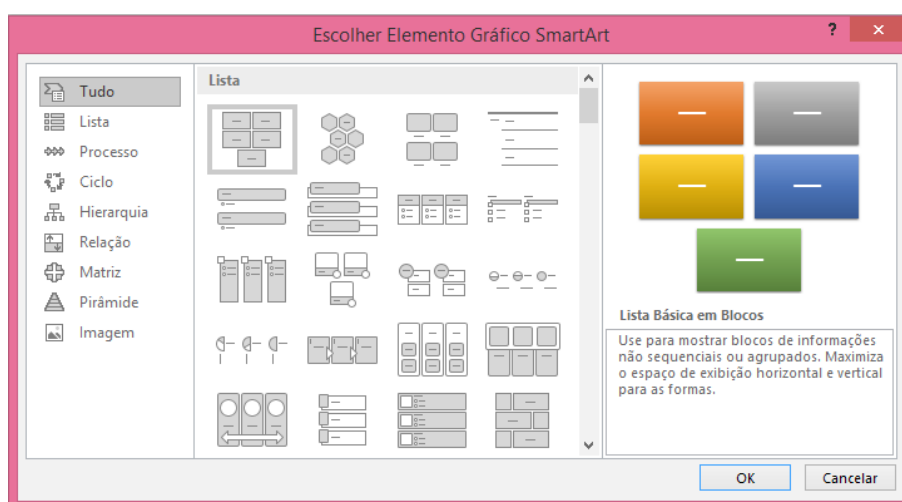 Escolher Elemento Gráfico SmartArt
?
×
Tudo
Lista
Processo
Ciclo
Hierarquia
Relação
Matriz
Pirâmide
Imagem
Lista
Lista Básica em Blocos
Use para mostrar blocos de informações
não sequenciais ou agrupados. Maximiza
o espaço de exibição horizontal e vertical
para as formas.
OK
Cancelar